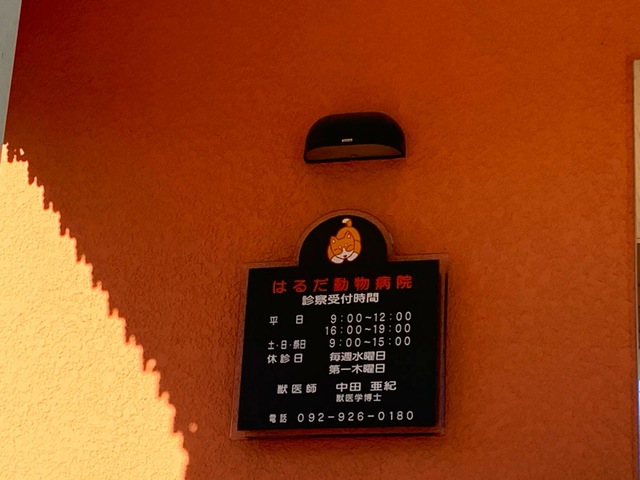 はるだ動物病院
診察受付時間
平日 9:00~12:00
16:00~19:00
土・日・祭日 9:00~15:00
休診日 毎週水曜日
第一木曜日
獣医師 中田 亜紀
獣医学博士
電話 092-926-0180